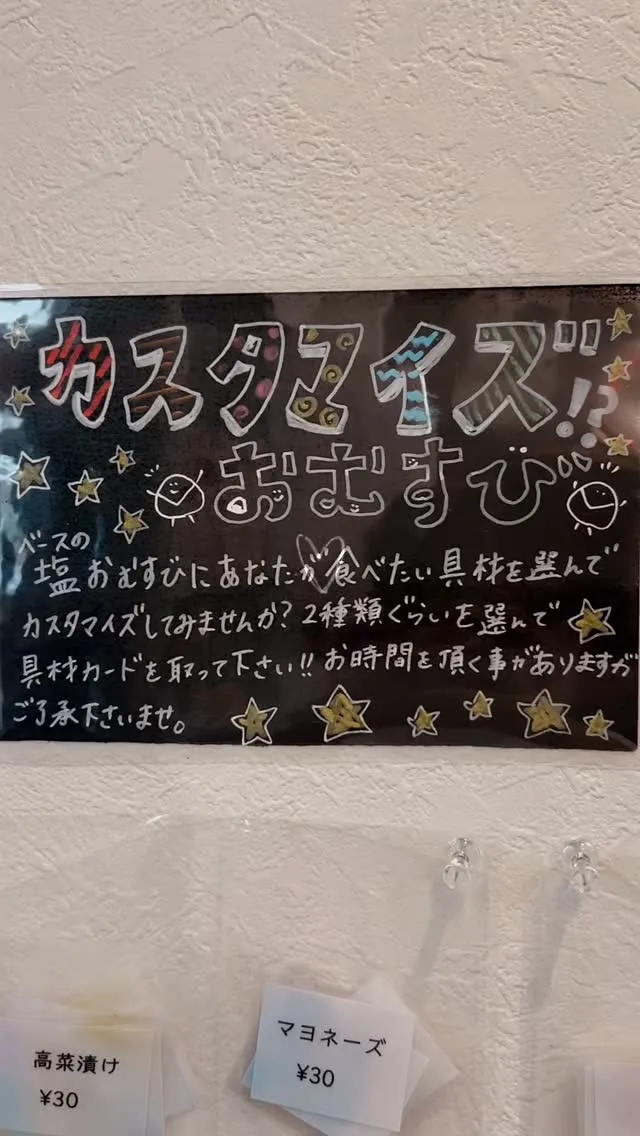 カスタマイズ!?
おむすび
ベースの
塩おむすびにあなたが食べたい具材を選んで
カスタマイズしてみませんか?2種類ぐらいを選んで
具材カードを取って下さい!!お時間を頂く事がありますが
ご了承下さいませ。
高菜漬け
¥30
マヨネーズ
¥30